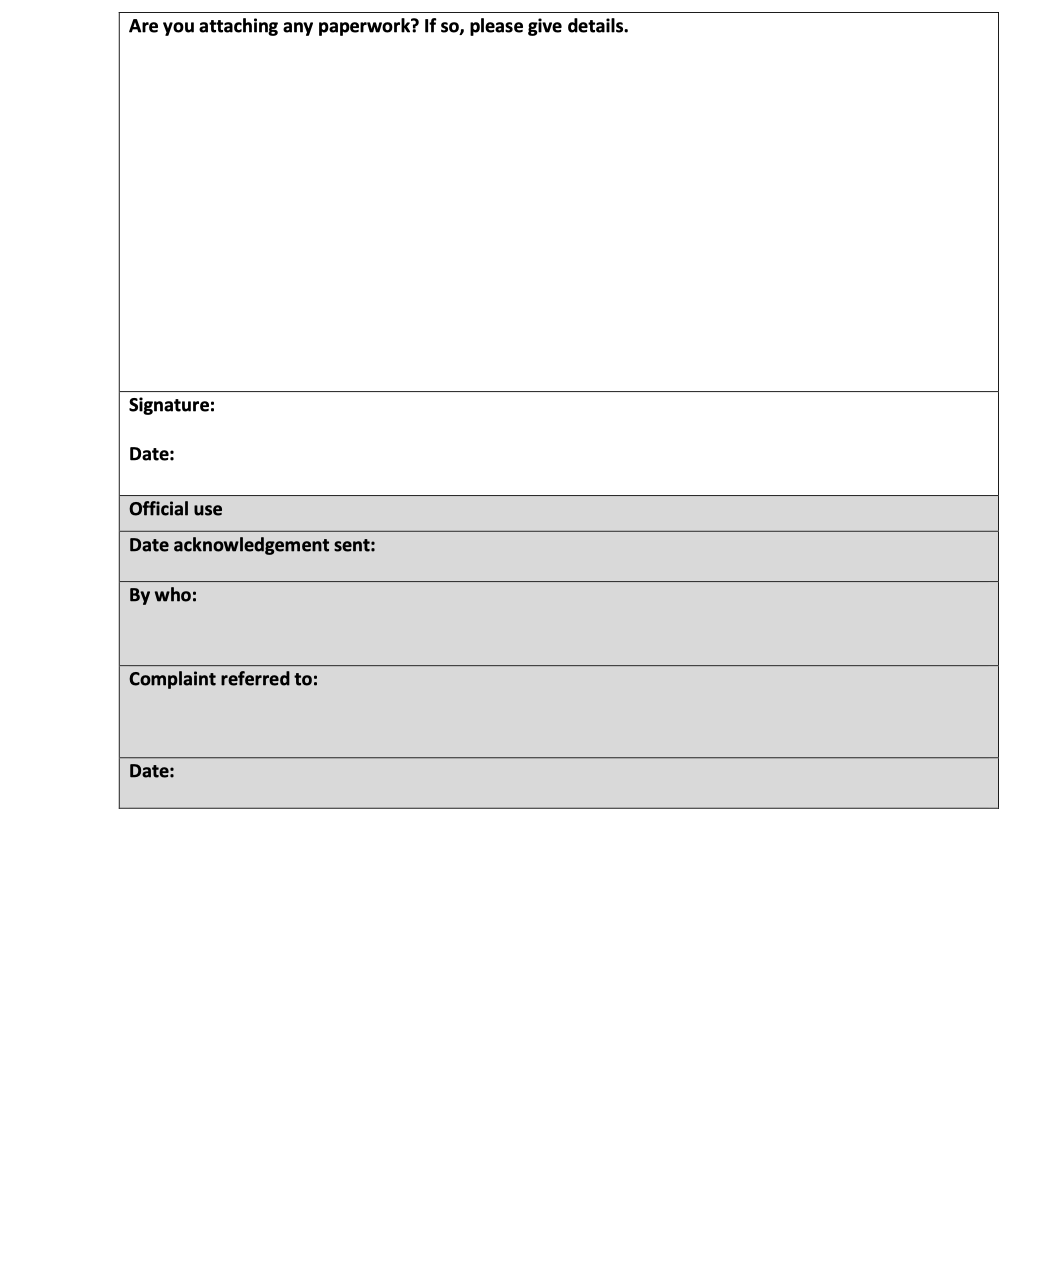 Are you attaching any paperwork? If so, please give details.
Signature:
Date:
Official use
Date acknowledgement sent:
By who:
Complaint referred to:
Date: